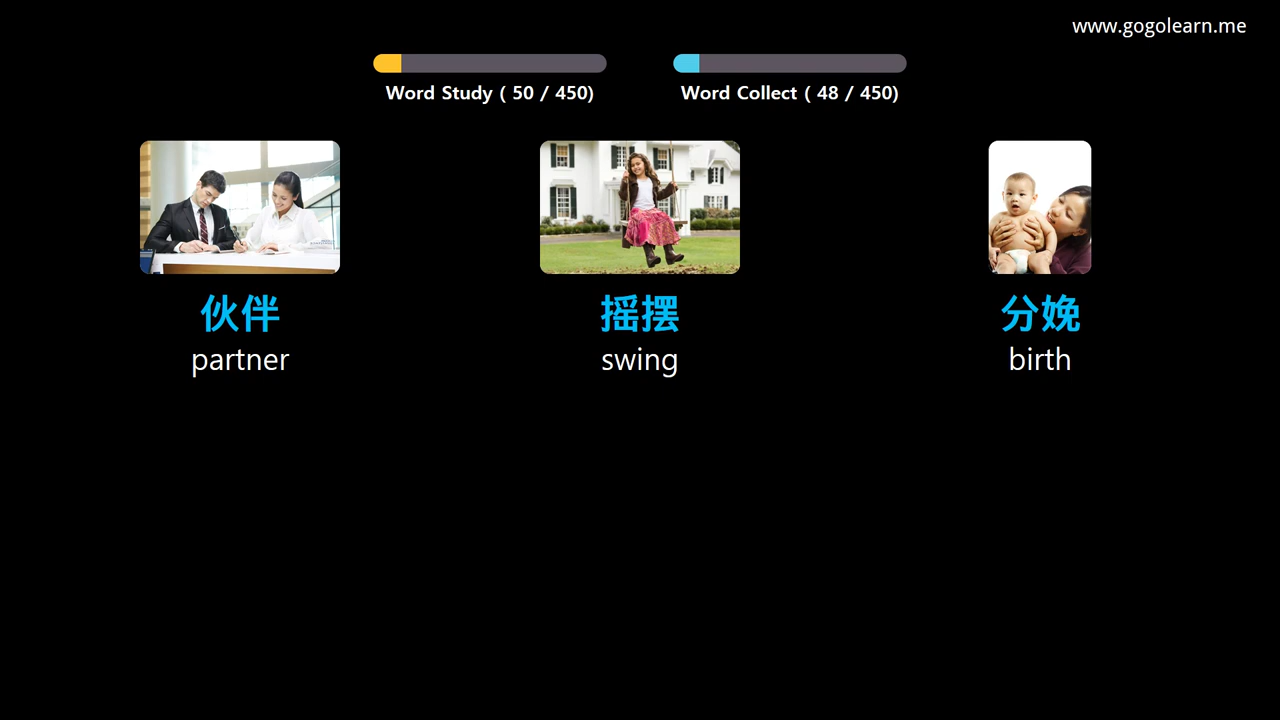 www.gogolearn.me
Word Study ( 50 / 450)
Word Collect ( 48 / 450)
伙伴
partner
摇摆
swing
分娩
birth